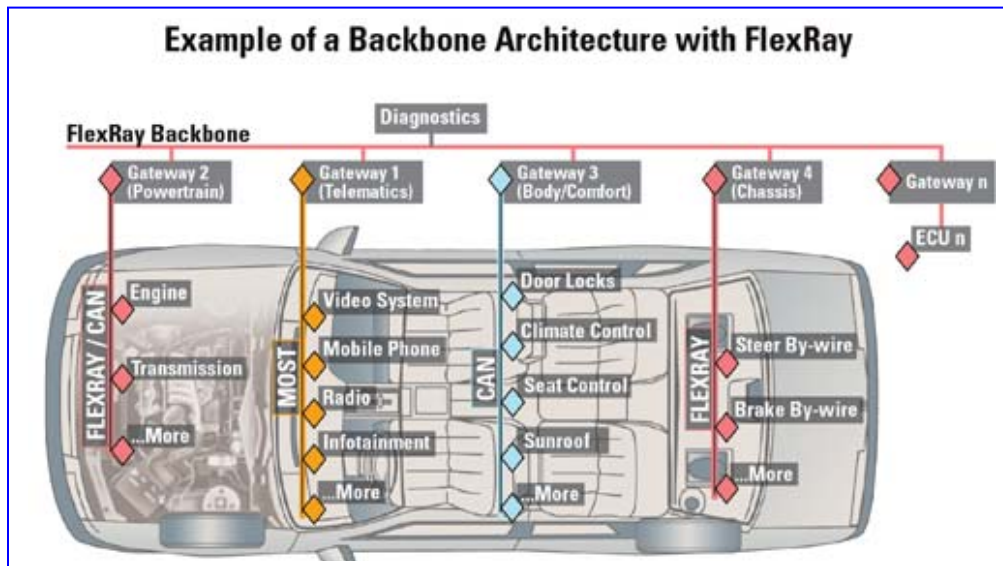 Example of a Backbone Architecture with FlexRay
Diagnostics
FlexRay Backbone
Gateway 2
(Powertrain)
Gateway 1
(Telematics)
Gateway 3
(Body/Comfort)
Gateway 4
(Chassis)
Gateway n
ECU n
FLEXRAY / CAN
Engine
Transmission
...More
MOST
Video System
Mobile Phone
Radio
Infotainment
...More
CAN
Door Locks
Climate Control
Seat Control
Sunroof
...More
FLEXRAY
Steer By-wire
Brake By-wire
...More